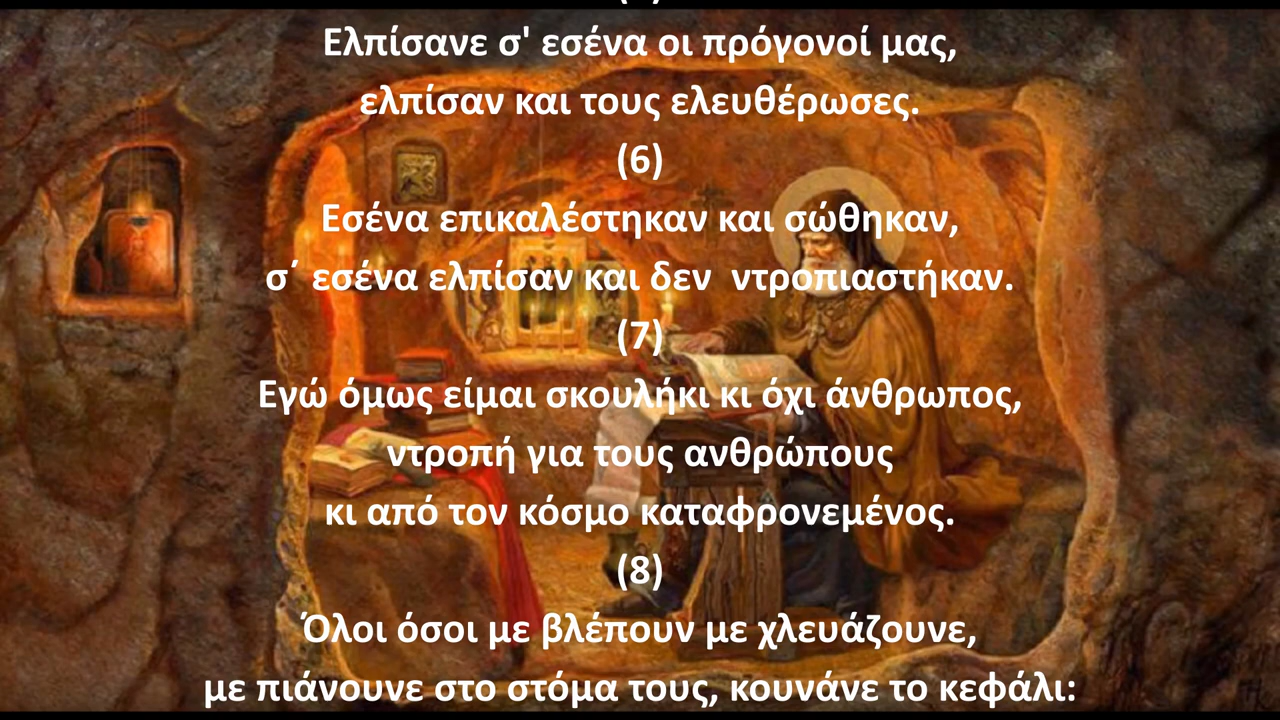 Ελπίσανε σ' εσένα οι πρόγονοί μας,
ελπίσαν και τους ελευθέρωσες.
(6)
Εσένα επικαλέστηκαν και σώθηκαν,
σ΄ εσένα ελπίσαν και δεν  ντροπιαστήκαν.
(7)
Εγώ όμως είμαι σκουλήκι κι όχι άνθρωπος,
ντροπή για τους ανθρώπους
κι από τον κόσμο καταφρονεμένος.
(8)
Όλοι όσοι με βλέπουν με χλευάζουνε,
με πιάνουνε στο στόμα τους, κουνάνε το κεφάλι: